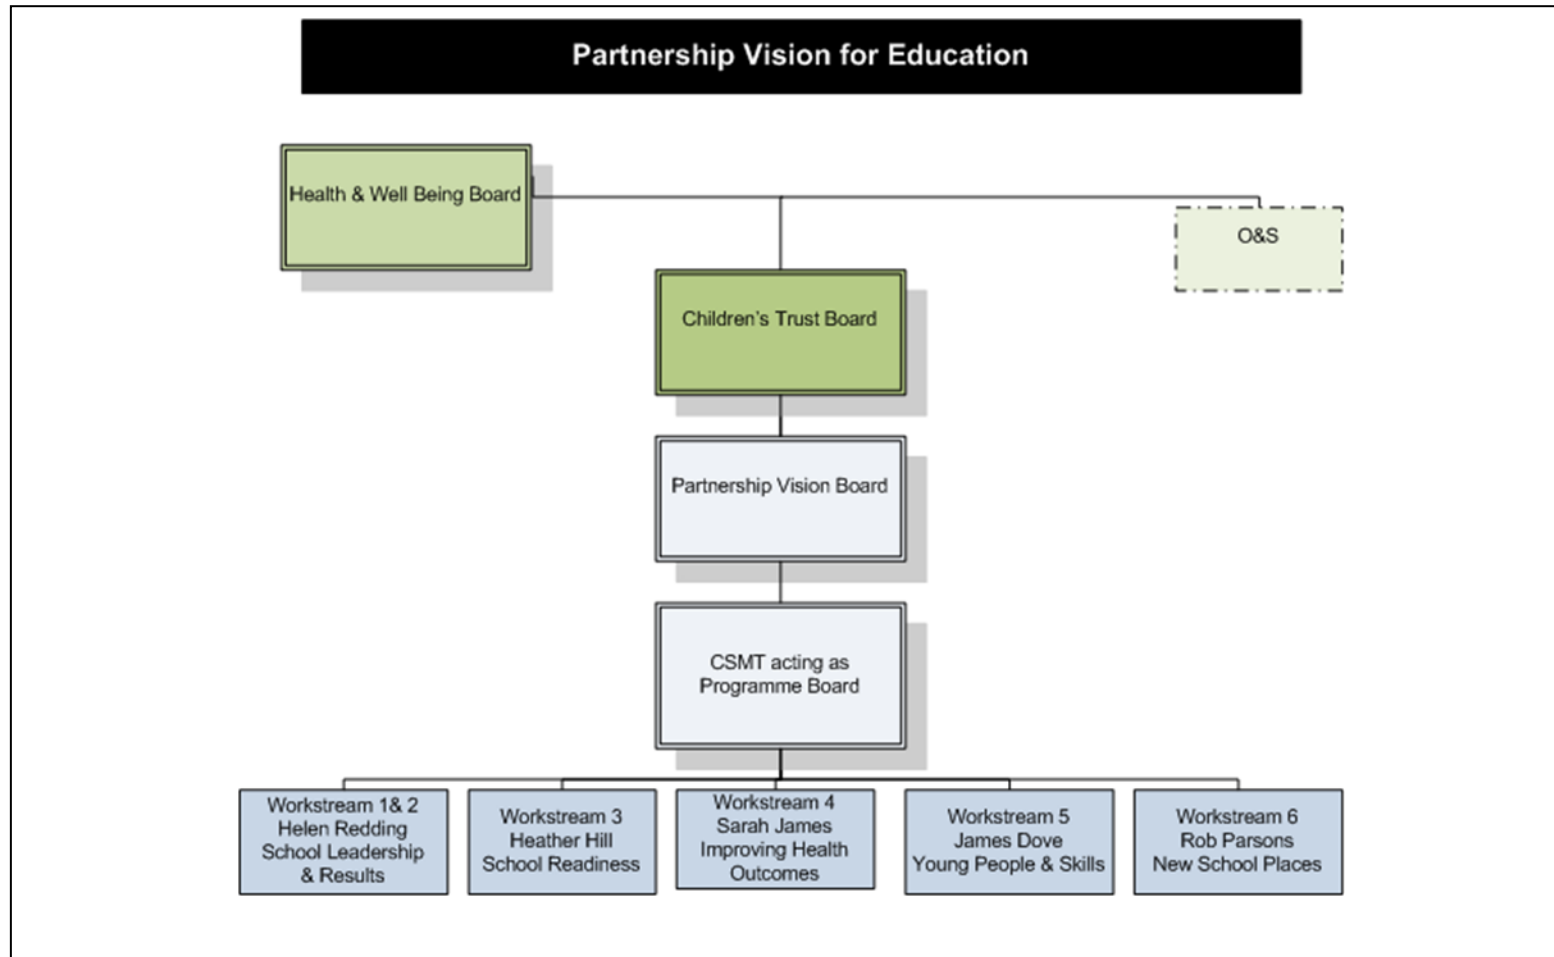 Partnership Vision for Education
Health & Well Being Board
O&S
Children's Trust Board
Partnership Vision Board
CSMT acting as
Programme Board
Workstream 1& 2
Helen Redding
School Leadership
& Results
Workstream 3
Heather Hill
School Readiness
Workstream 4
Sarah James
Improving Health
Outcomes
Workstream 5
James Dove
Young People & Skills
Workstream 6
Rob Parsons
New School Places